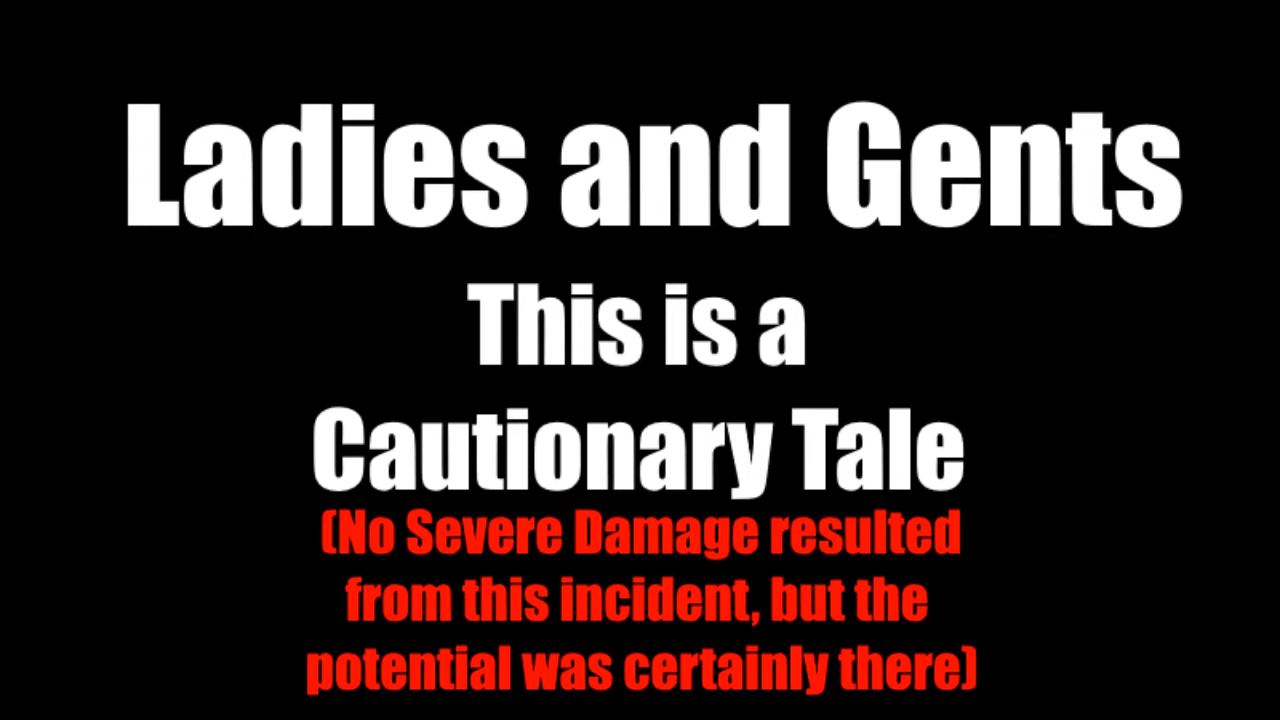 Ladies and Gents
This is a
Cautionary Tale
(No Severe Damage resulted
from this incident, but the
potential was certainly there)